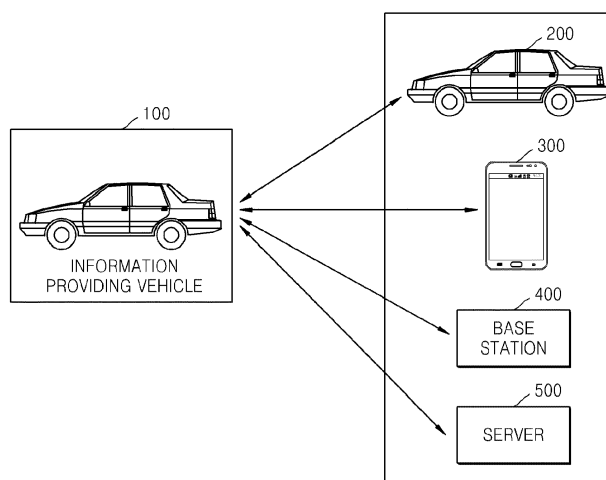 200
100
300
INFORMATION
PROVIDING VEHICLE
400
BASE
STATION
500
SERVER